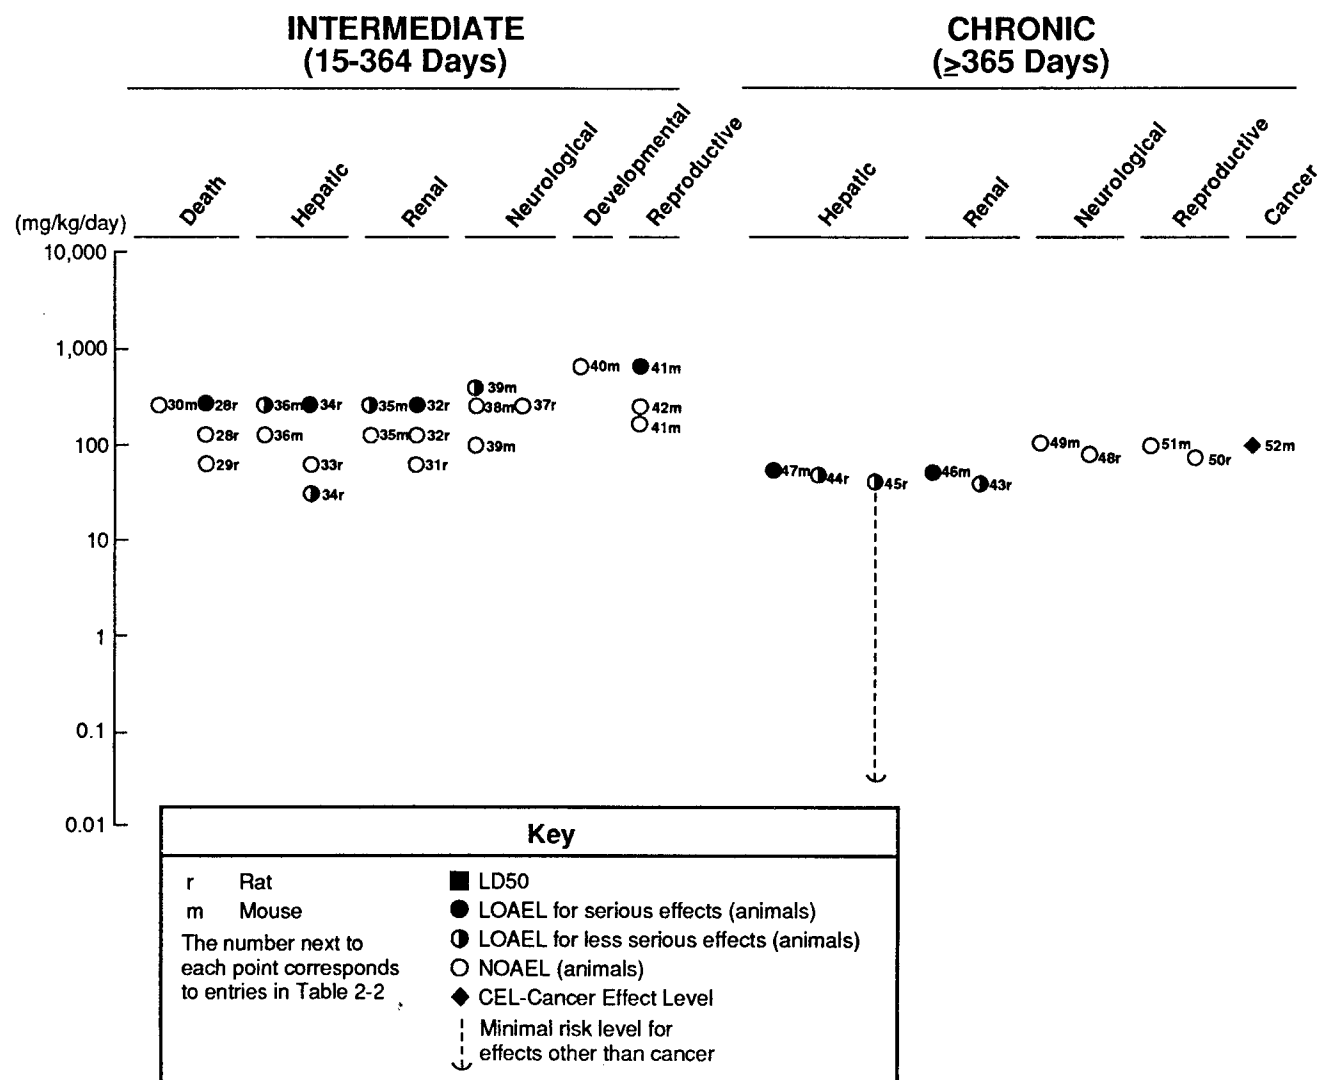 INTERMEDIATE
(15-364 Days)
CHRONIC
(≥365 Days)
Death
Hepatic
Renal
Neurological
Developmental
Reproductive
Hepatic
Renal
Neurological
Reproductive
Cancer
(mg/kg/day)
10,000
1,000
40m 41m
39m
30m 28r 36m 34r 35m 32r 38m 37r 42m
41m
28r 36m 35m 32r
100
39m 49m 51m 52m
48r 50r
29r 33r 31r
47m 44r 45r 46m 43r
34r
10
1
0.1
0.01
Key
r Rat
m Mouse
The number next to
each point corresponds
to entries in Table 2-2
LD50
LOAEL for serious effects (animals)
LOAEL for less serious effects (animals)
NOAEL (animals)
CEL-Cancer Effect Level
Minimal risk level for
effects other than cancer